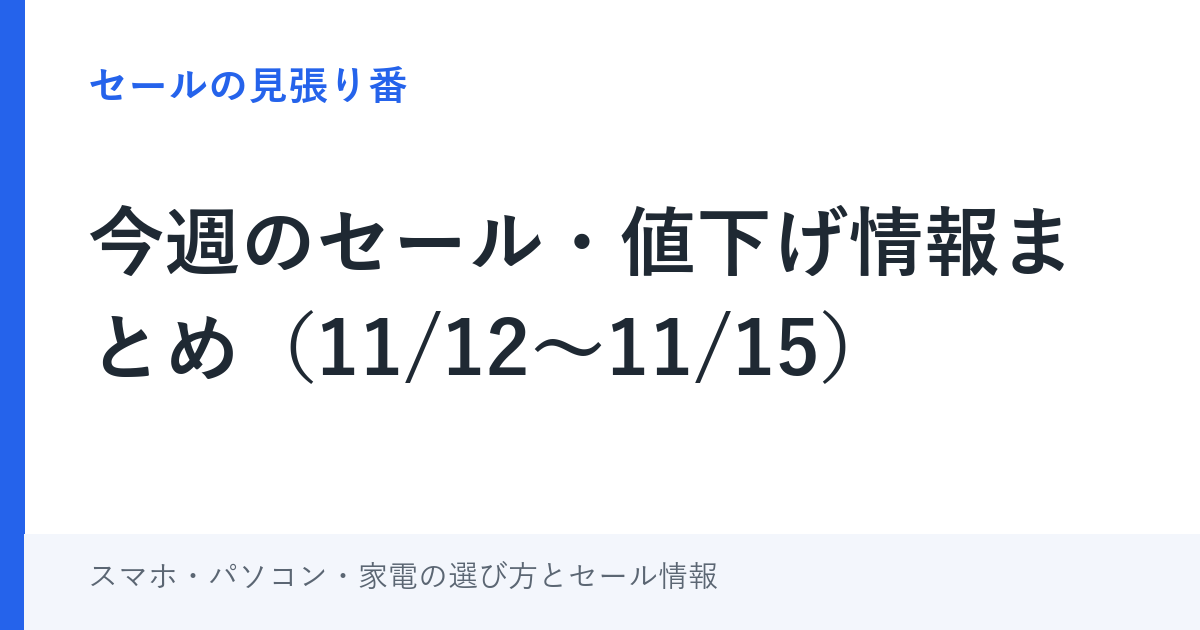 セールの見張り番
今週のセール・値下げ情報ま
とめ（11/12〜11/15）
スマホ・パソコン・家電の選び方とセール情報